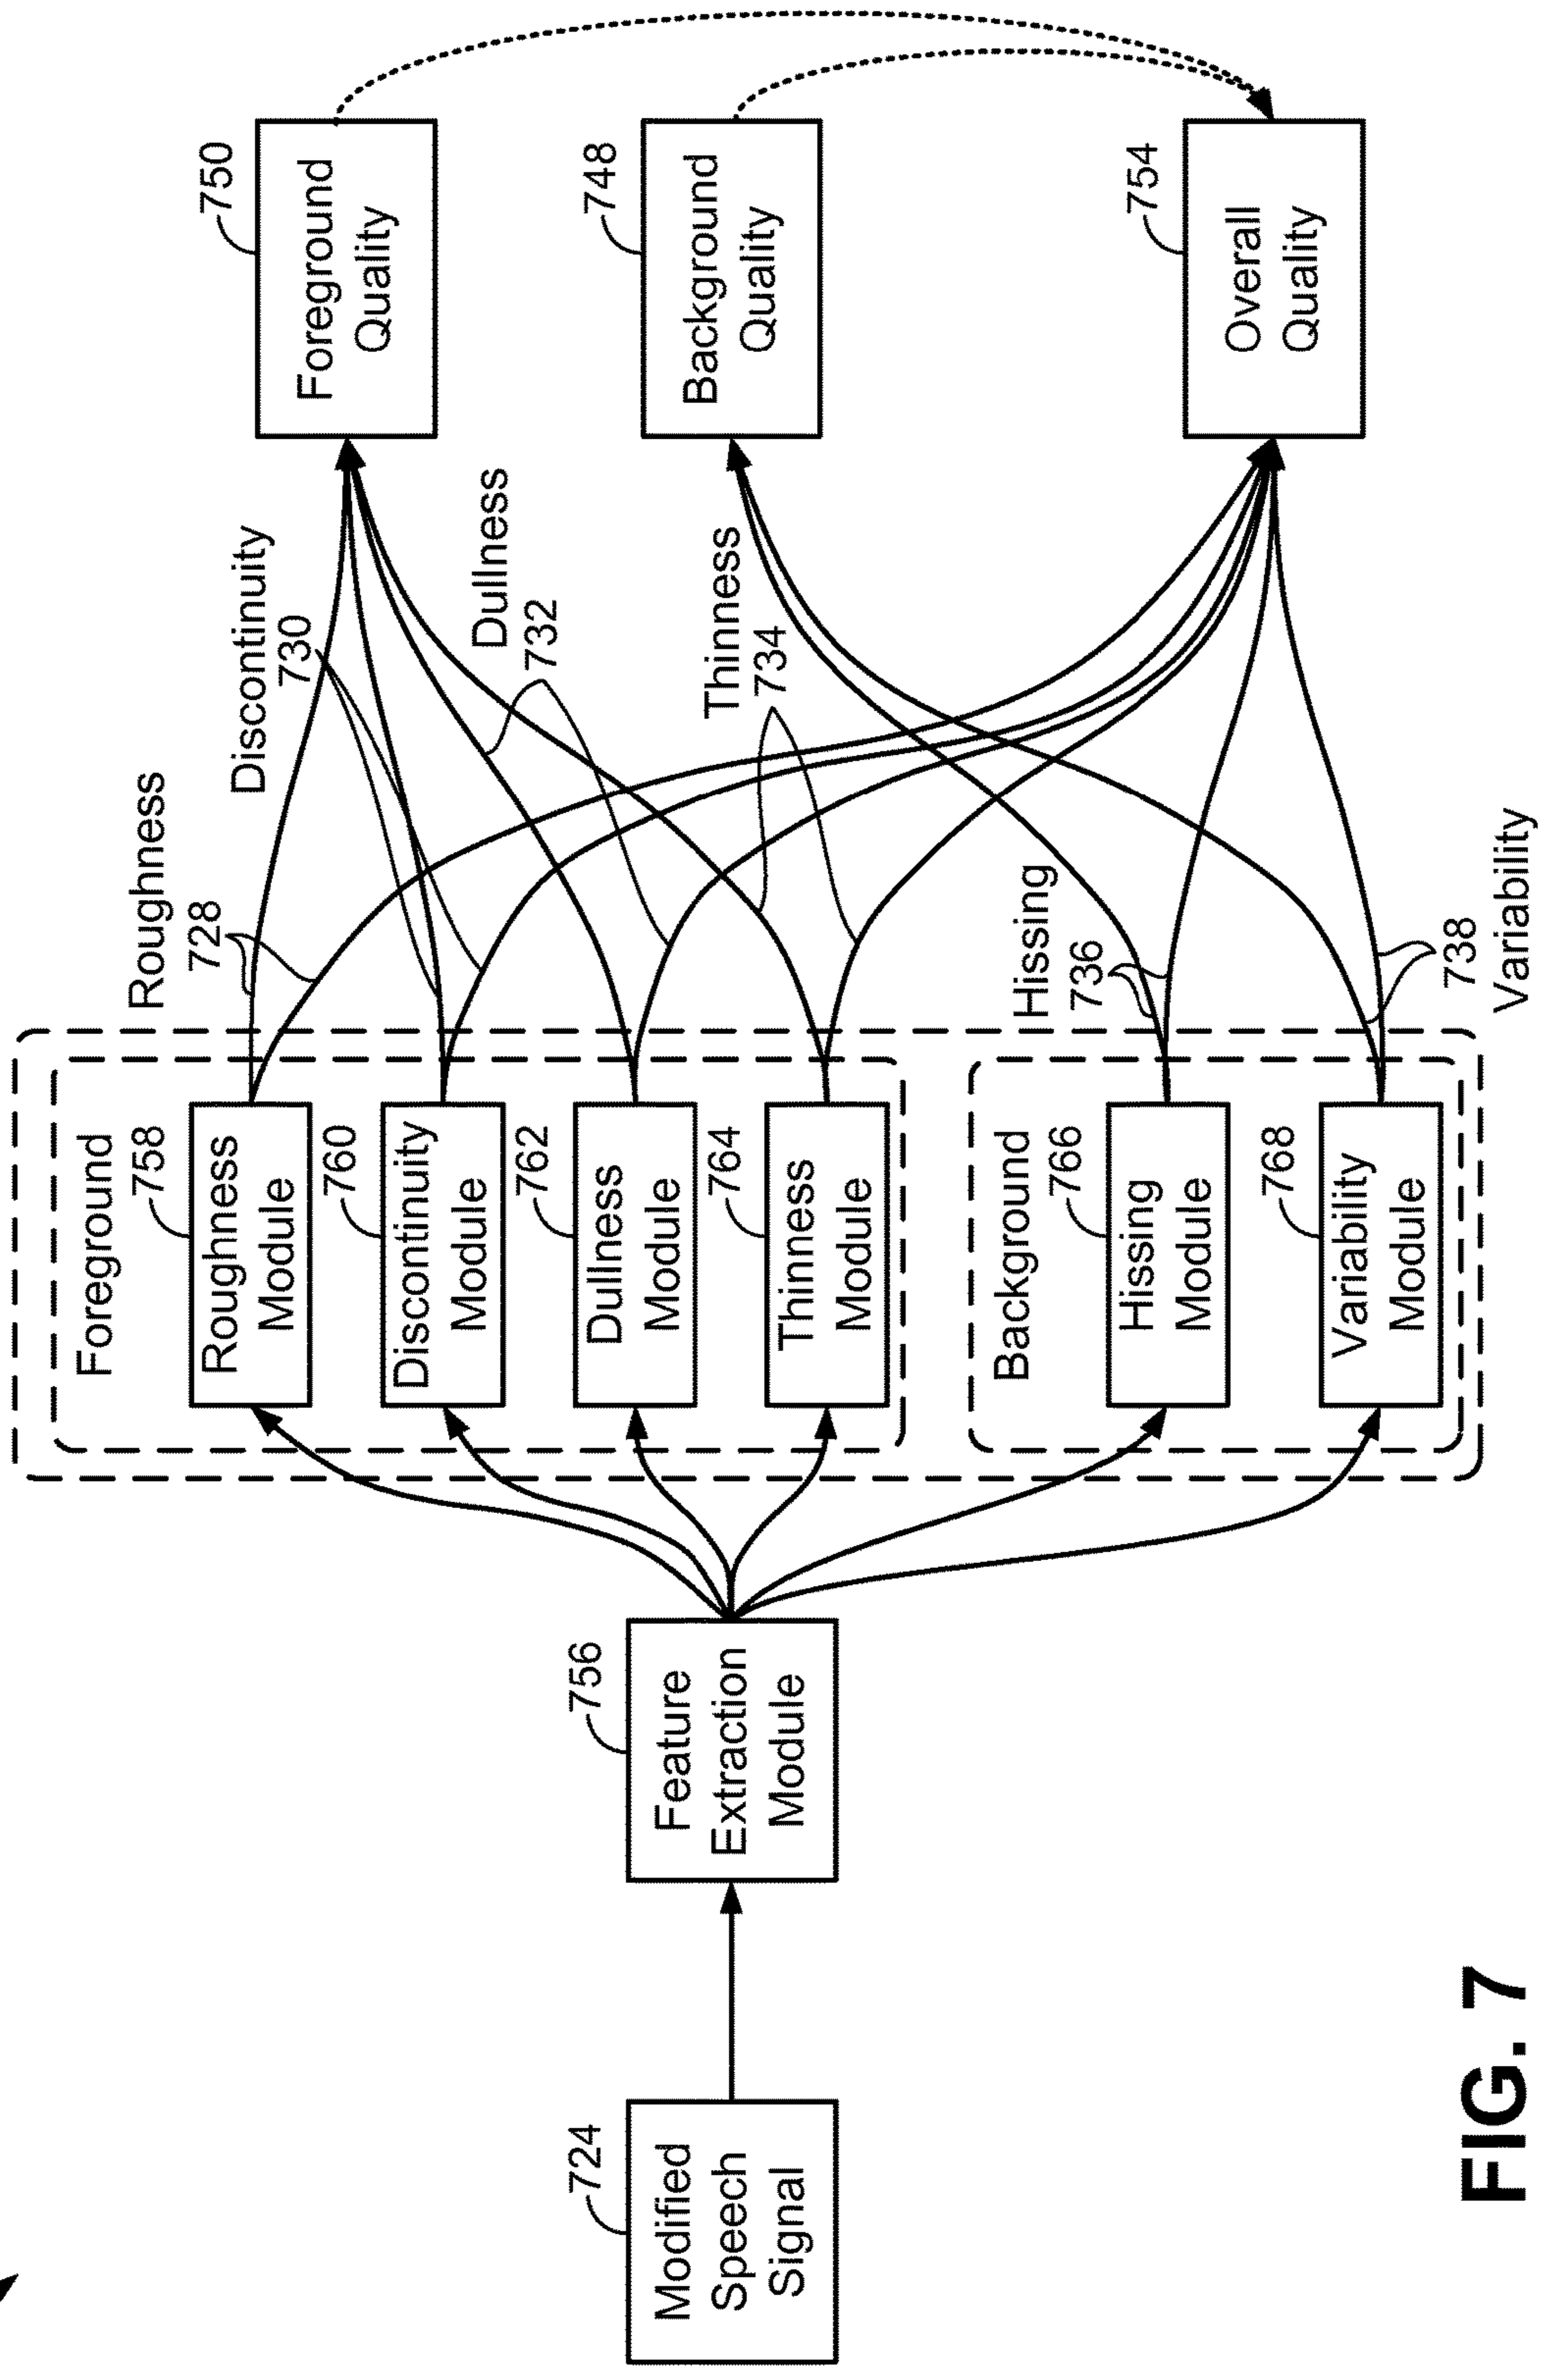 724
Modified
Speech
Signal
756
Feature
Extraction
Module
Foreground
758
Roughness
Module
760
Discontinuity
Module
762
Dullness
Module
764
Thinness
Module
Background
766
Hissing
Module
768
Variability
Module
Roughness
728
Discontinuity
730
Dullness
732
Thinness
734
Hissing
736
738
Variability
750
Foreground
Quality
748
Background
Quality
754
Overall
Quality
FIG. 7